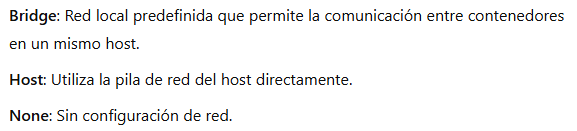 Bridge: Red local predefinida que permite la comunicación entre contenedores
en un mismo host.
Host: Utiliza la pila de red del host directamente.
None: Sin configuración de red.